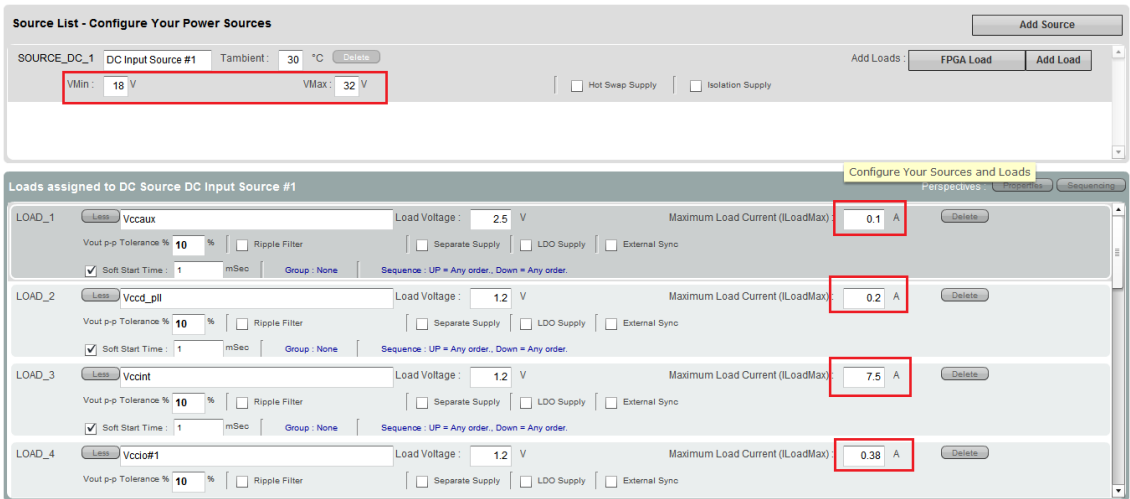 Source List - Configure Your Power Sources Add Source
SOURCE_DC_1 DC Input Source #1 Tambient : 30 °C Delete Add Loads : FPGA Load Add Load
VMin : 18 V VMax : 32 V Hot Swap Supply Isolation Supply
Configure Your Sources and Loads
Loads assigned to DC Source DC Input Source #1 Perspectives : Properties Sequencing
LOAD_1 Less Vccaux Load Voltage : 2.5 V Maximum Load Current (ILoadMax) : 0.1 A Delete
Vout p-p Tolerance % 10 % Ripple Filter Separate Supply LDO Supply External Sync
Soft Start Time : 1 mSec Group : None Sequence : UP = Any order., Down = Any order.
LOAD_2 Less Vccd_pll Load Voltage : 1.2 V Maximum Load Current (ILoadMax) : 0.2 A Delete
Vout p-p Tolerance % 10 % Ripple Filter Separate Supply LDO Supply External Sync
Soft Start Time : 1 mSec Group : None Sequence : UP = Any order., Down = Any order.
LOAD_3 Less Vccint Load Voltage : 1.2 V Maximum Load Current (ILoadMax) : 7.5 A Delete
Vout p-p Tolerance % 10 % Ripple Filter Separate Supply LDO Supply External Sync
Soft Start Time : 1 mSec Group : None Sequence : UP = Any order., Down = Any order.
LOAD_4 Less Vccio#1 Load Voltage : 1.2 V Maximum Load Current (ILoadMax) : 0.38 A Delete
Vout p-p Tolerance % 10 % Ripple Filter Separate Supply LDO Supply External Sync